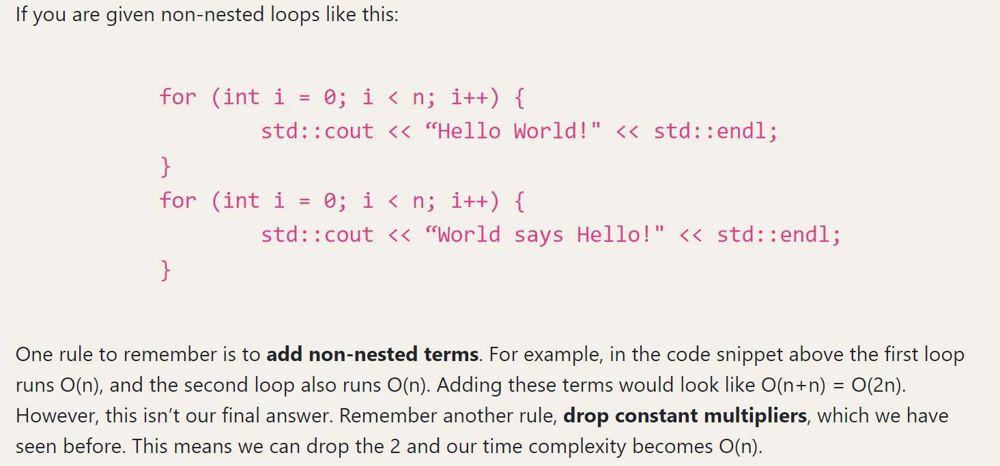 If you are given non-nested loops like this:
for (int i = 0; i < n; i++) {
std::cout << “Hello World!" << std::endl;
}
for (int i = 0; i < n; i++) {
std::cout << “World says Hello!" << std::endl;
}
One rule to remember is to add non-nested terms. For example, in the code snippet above the first loop
runs O(n), and the second loop also runs O(n). Adding these terms would look like O(n+n) = O(2n).
However, this isn’t our final answer. Remember another rule, drop constant multipliers, which we have
seen before. This means we can drop the 2 and our time complexity becomes O(n).